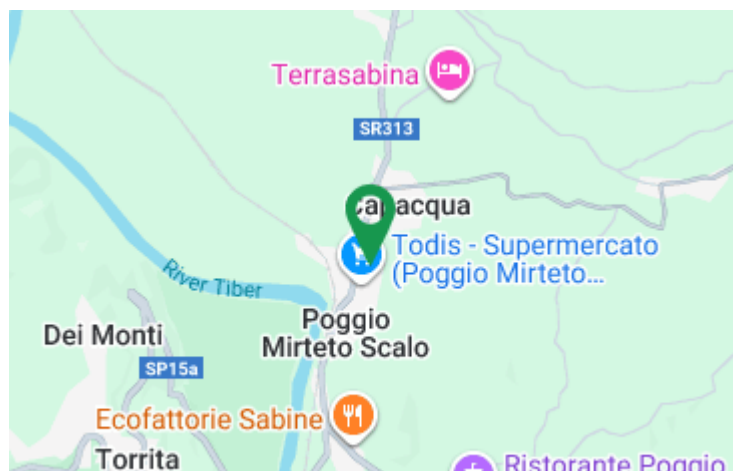 Terrasabina
SR313
Capacqua
Todis - Supermercato
(Poggio Mirteto...
River Tiber
Poggio
Mirteto Scalo
Dei Monti
SP15a
Ecofattorie Sabine
Torrita
Ristorante Poggio